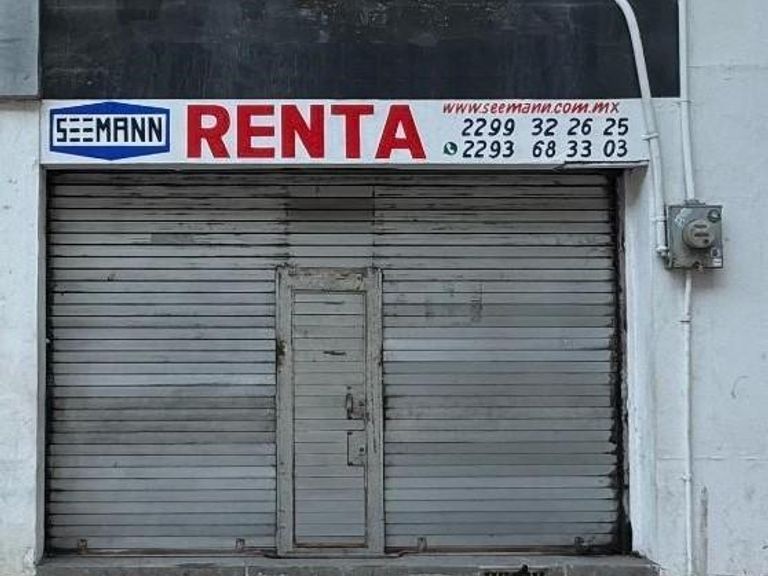 SEEMANN
RENTA
www.seemann.com.mx
2299 32 26 25
2293 68 33 03